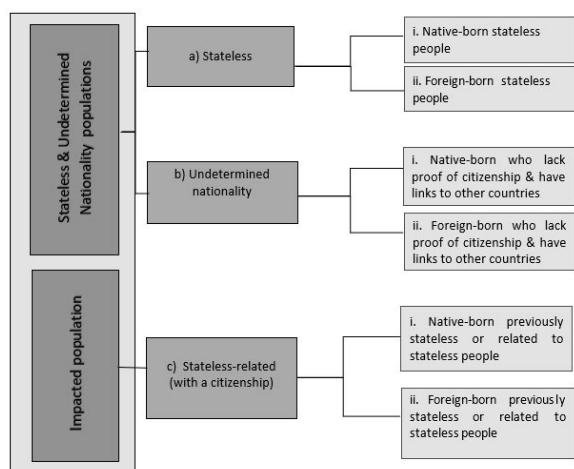 Stateless & Undetermined
Nationality populations
a) Stateless
i. Native-born stateless
people
ii. Foreign-born stateless
people
b) Undetermined
nationality
i. Native-born who lack
proof of citizenship & have
links to other countries
ii. Foreign-born who lack
proof of citizenship & have
links to other countries
Impacted population
c) Stateless-related
(with a citizenship)
i. Native-born previously
stateless or related to
stateless people
ii. Foreign-born previously
stateless or related to
stateless people